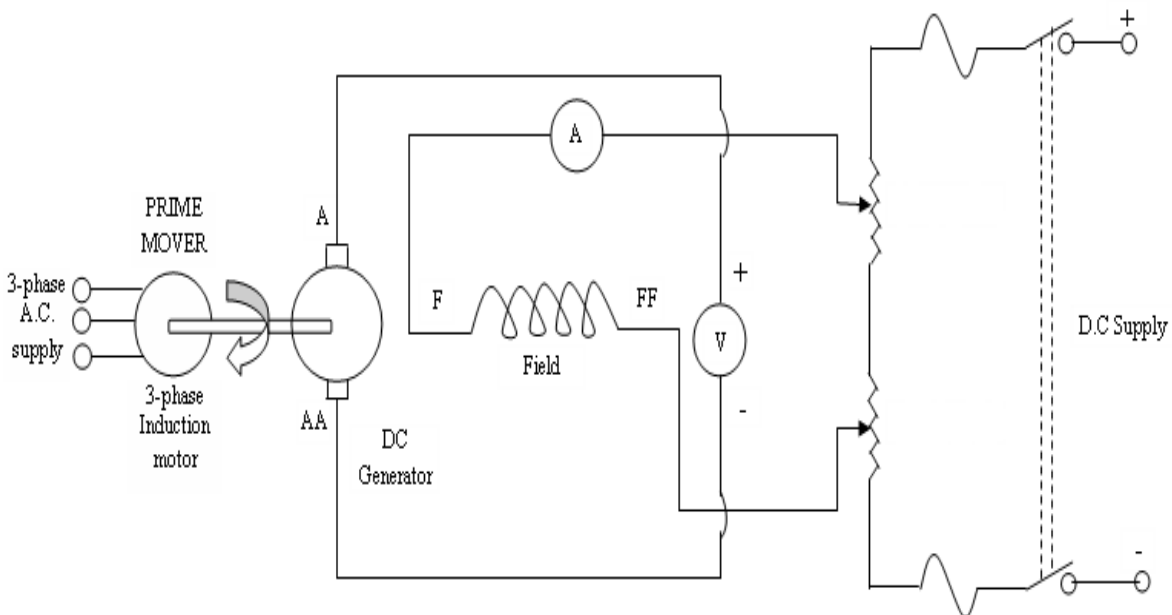 +
A
PRIME
MOVER
A
3-phase
A.C.
supply
F
FF
+
Field
V
D.C Supply
3-phase
Induction
motor
AA
DC
Generator
-
-